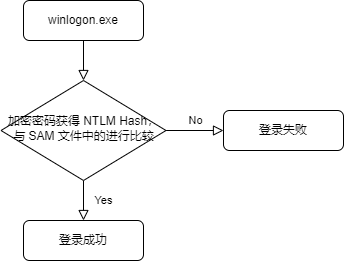 winlogon.exe
加密密码获得 NTLM Hash，
与 SAM 文件中的进行比较
No
登录失败
Yes
登录成功